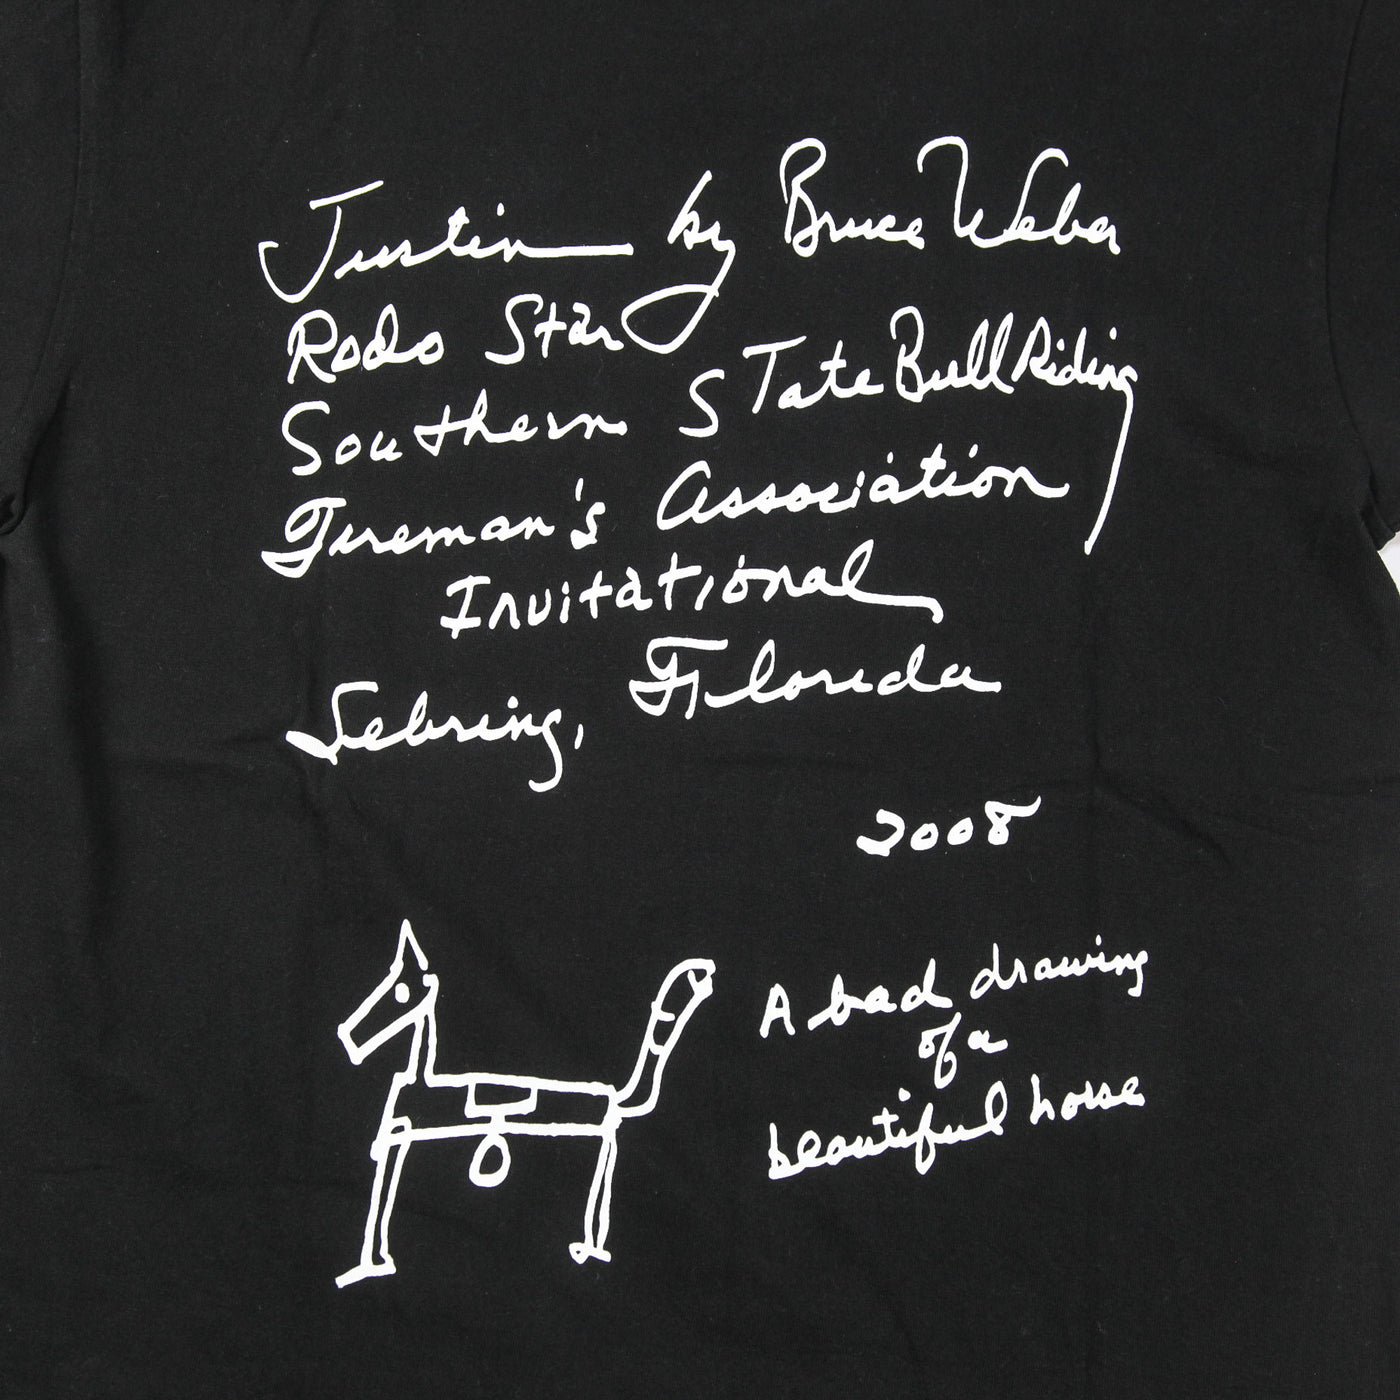 Justin by Bruce Weber
Rodo Star
Southern State Bull Riding
Fireman's Association
Invitational
Sebring, Florida
2008
A bad drawing
of a
beautiful horse